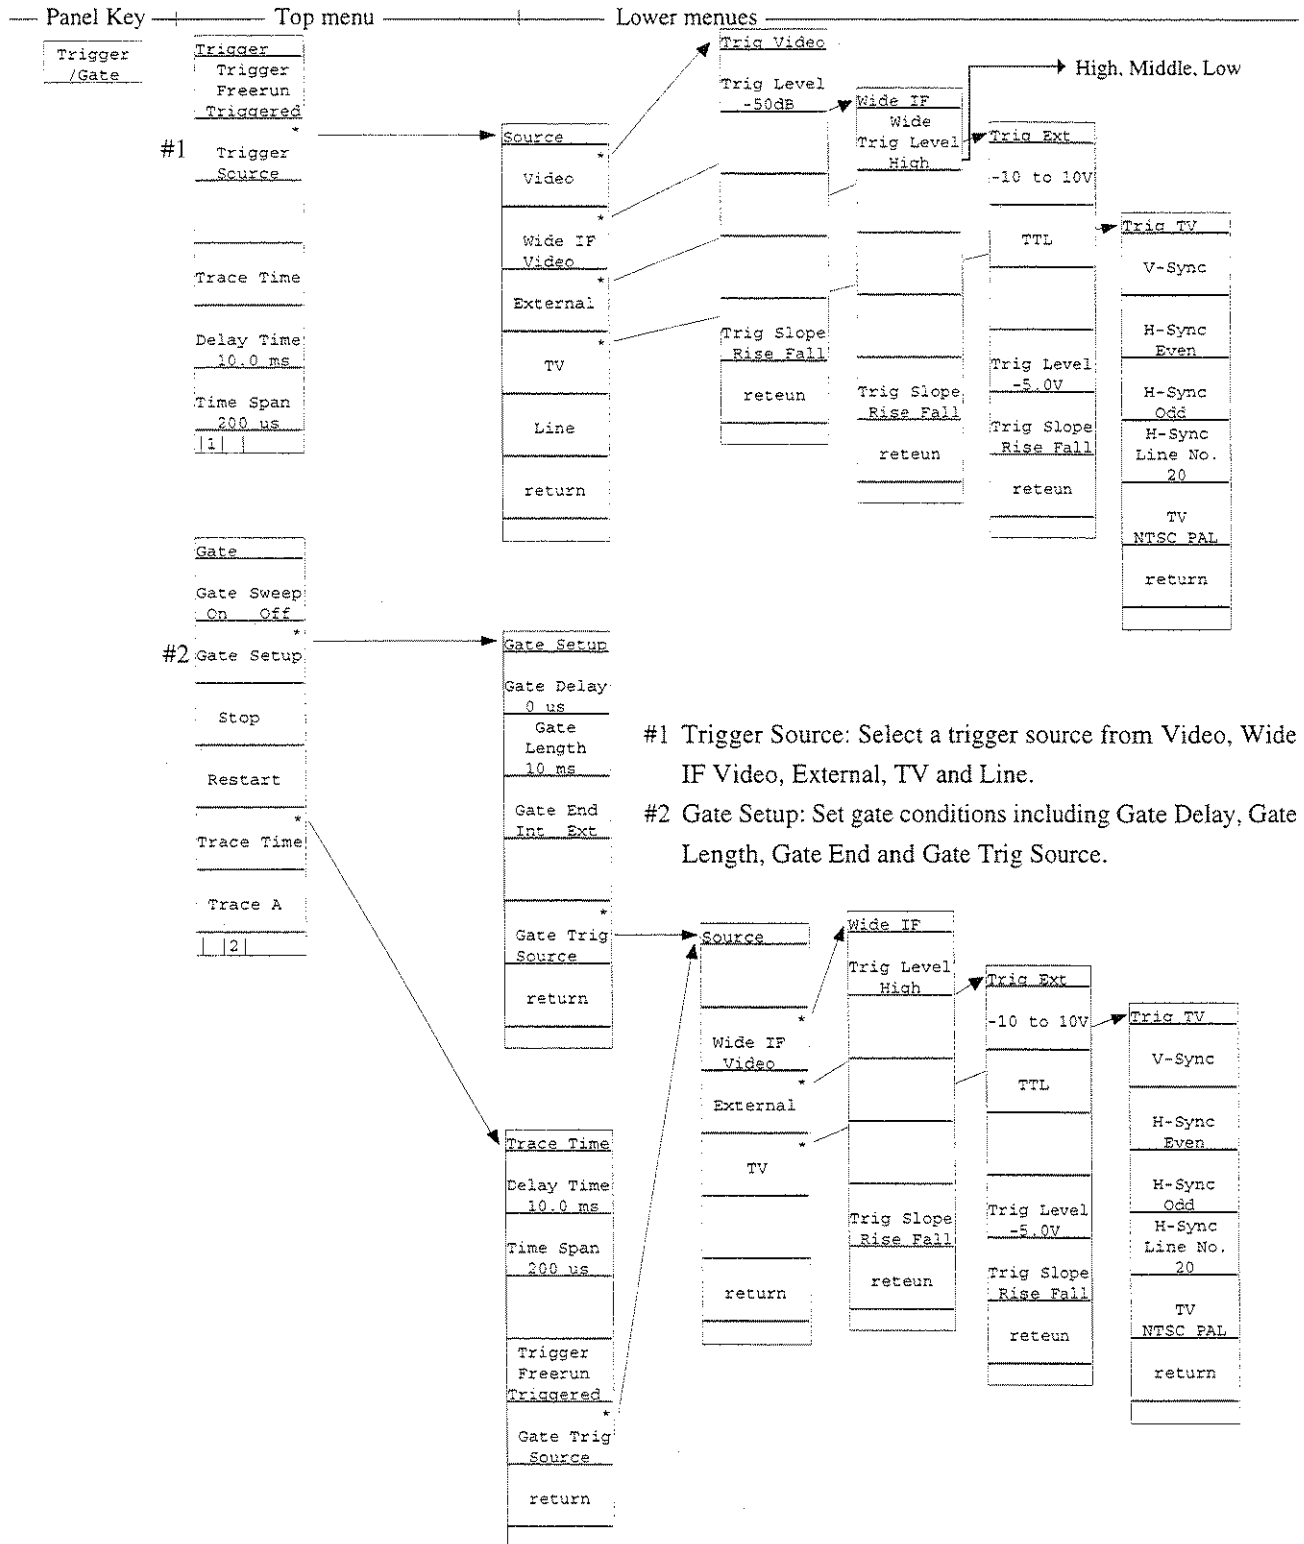 Panel Key
Top menu
Lower menues
Trigger
/Gate
Trigger
Trigger
Freerun
Triggered
*
#1
Trigger
Source
Trace Time
Delay Time
10.0 ms
Time Span
200 us
|1| |
Source
*
Video
*
Wide IF
Video
*
External
*
TV
Line
return
Trig Video
Trig Level
-50dB
Trig Slope
Rise Fall
reteun
Wide IF
Wide
Trig Level
High
Trig Slope
Rise Fall
reteun
High, Middle, Low
Trig Ext
-10 to 10V
TTL
Trig Level
-5.0V
Trig Slope
Rise Fall
reteun
Trig TV
V-Sync
H-Sync
Even
H-Sync
Odd
H-Sync
Line No.
20
TV
NTSC PAL
return
Gate
Gate Sweep
On Off
*
#2
Gate Setup
Stop
Restart
*
Trace Time
Trace A
| |2|
Gate Setup
Gate Delay
0 us
Gate
Length
10 ms
Gate End
Int Ext
*
Gate Trig
Source
return
#1 Trigger Source: Select a trigger source from Video, Wide
IF Video, External, TV and Line.
#2 Gate Setup: Set gate conditions including Gate Delay, Gate
Length, Gate End and Gate Trig Source.
Trace Time
Delay Time
10.0 ms
Time Span
200 us
Trigger
Freerun
Triggered
*
Gate Trig
Source
return
Source
*
Wide IF
Video
*
External
*
TV
return
Wide IF
Trig Level
High
Trig Slope
Rise Fall
reteun
Trig Ext
-10 to 10V
TTL
Trig Level
-5.0V
Trig Slope
Rise Fall
reteun
Trig TV
V-Sync
H-Sync
Even
H-Sync
Odd
H-Sync
Line No.
20
TV
NTSC PAL
return